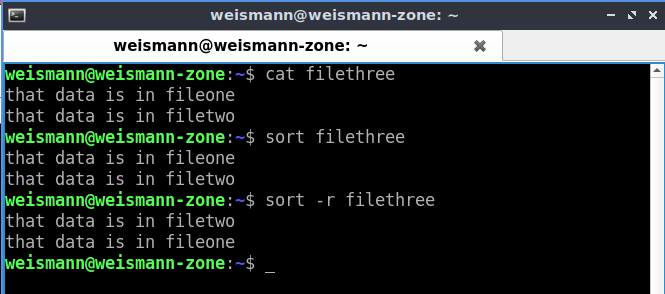 weismann@weismann-zone: ~
weismann@weismann-zone: ~
weismann@weismann-zone:~$ cat filethree
that data is in fileone
that data is in filetwo
weismann@weismann-zone:~$ sort filethree
that data is in fileone
that data is in filetwo
weismann@weismann-zone:~$ sort -r filethree
that data is in filetwo
that data is in fileone
weismann@weismann-zone:~$ _